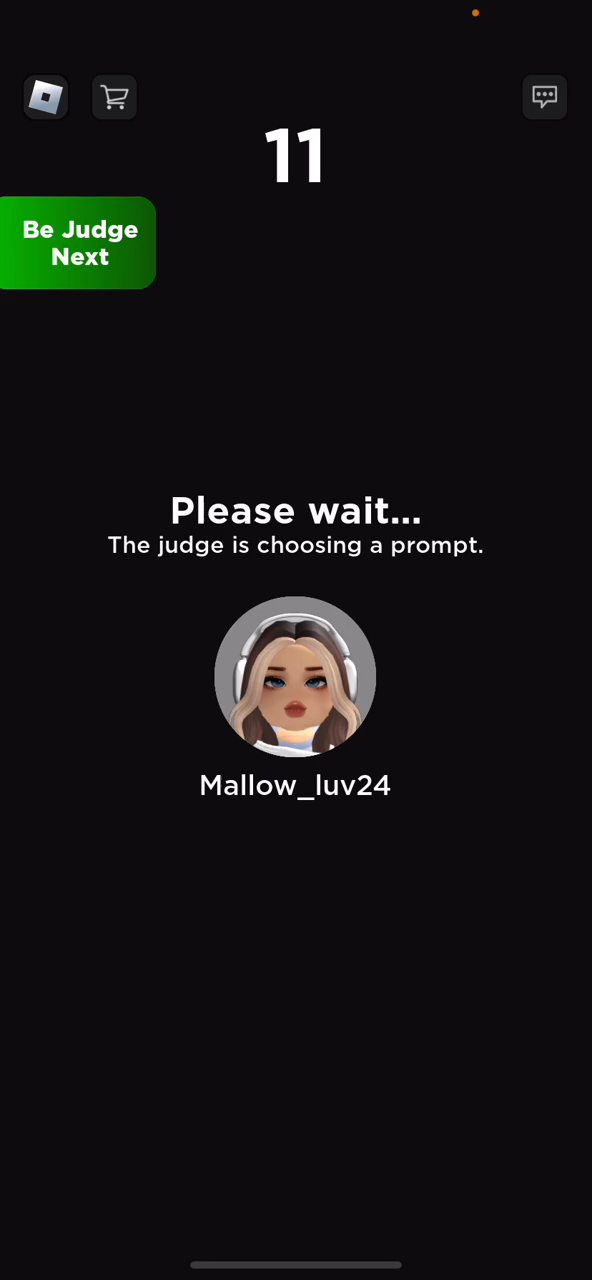 11
Be Judge
Next
Please wait...
The judge is choosing a prompt.
Mallow_luv24